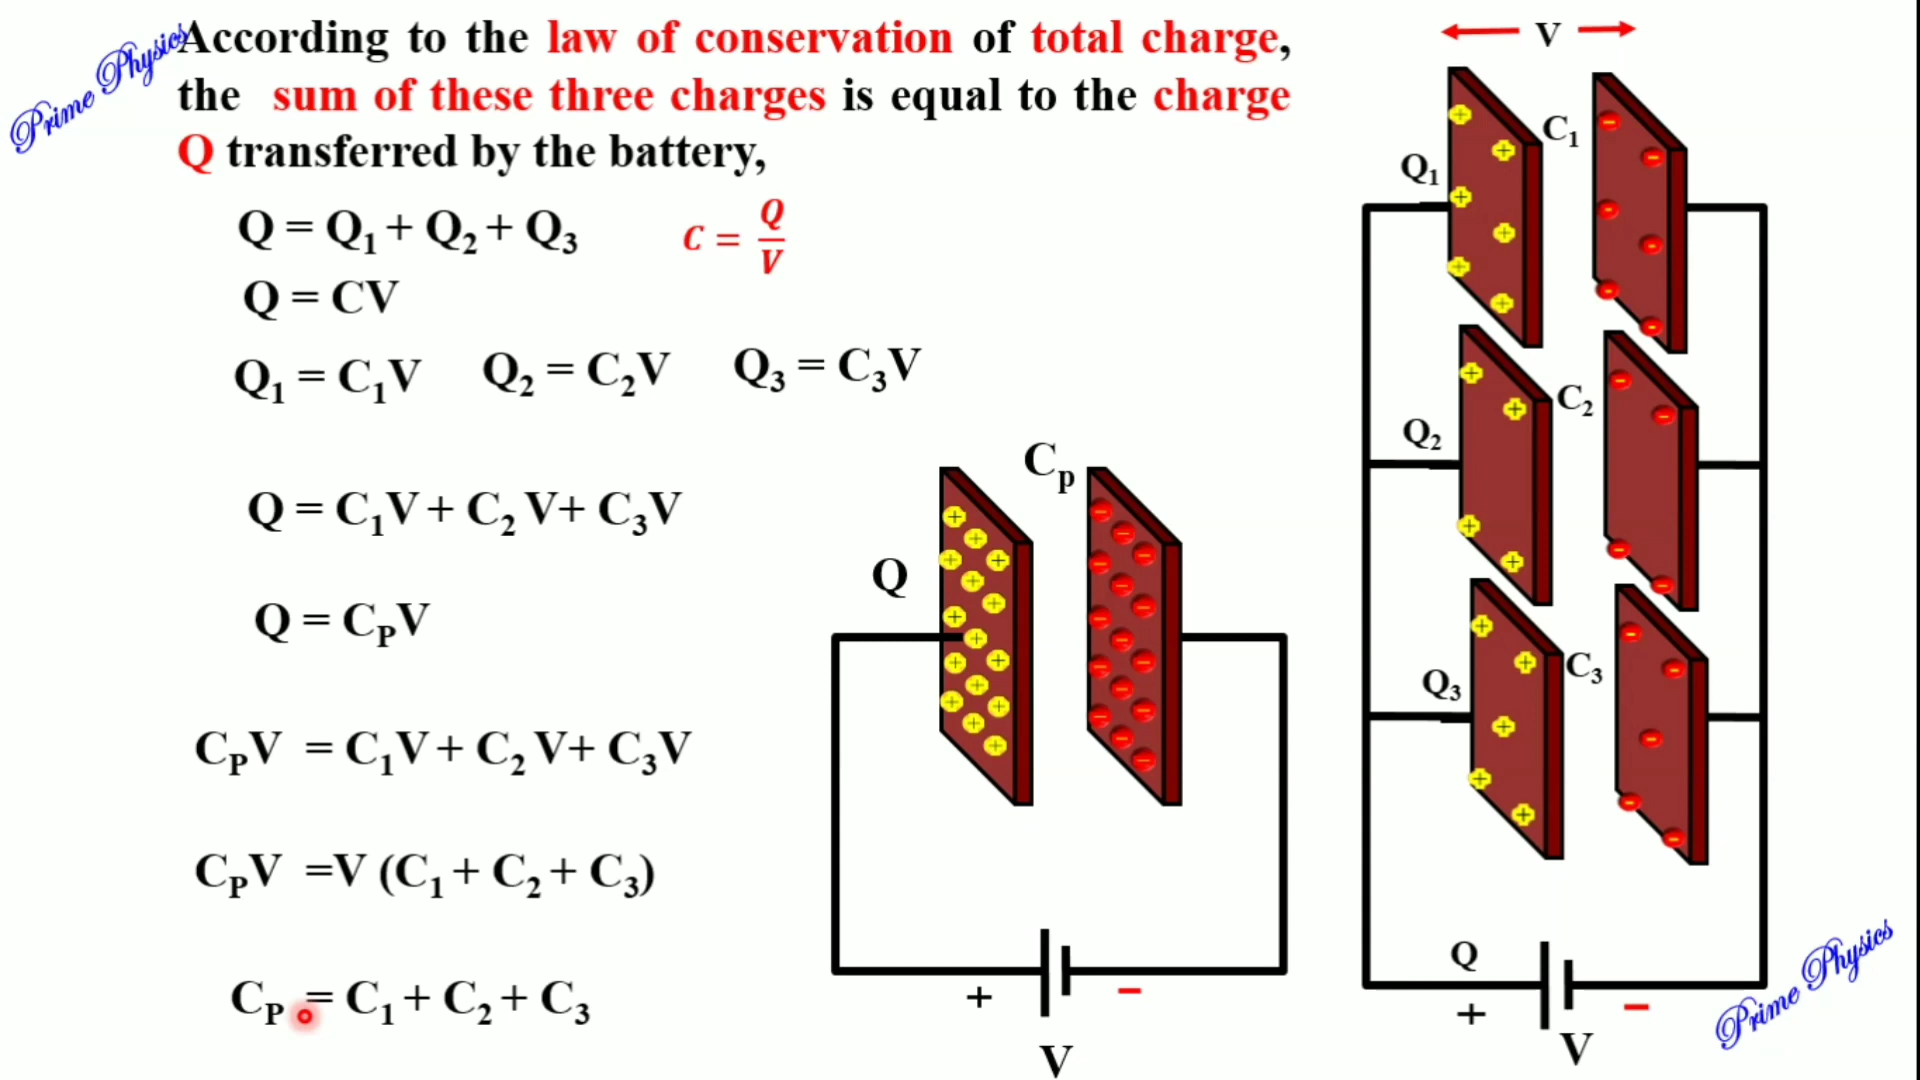 Prime Physics
According to the law of conservation of total charge,
the sum of these three charges is equal to the charge
Q transferred by the battery,
Q = Q₁ + Q₂ + Q₃
C = Q/V
Q = CV
Q₁ = C₁V Q₂ = C₂V Q₃ = C₃V
Q = C₁V + C₂ V+ C₃V
Q = CₚV
CₚV = C₁V + C₂ V+ C₃V
CₚV =V (C₁ + C₂ + C₃)
Cₚ = C₁ + C₂ + C₃
Cₚ
Q
+ −
V
V
Q₁ C₁
Q₂ C₂
Q₃ C₃
Q
+ −
V
Prime Physics